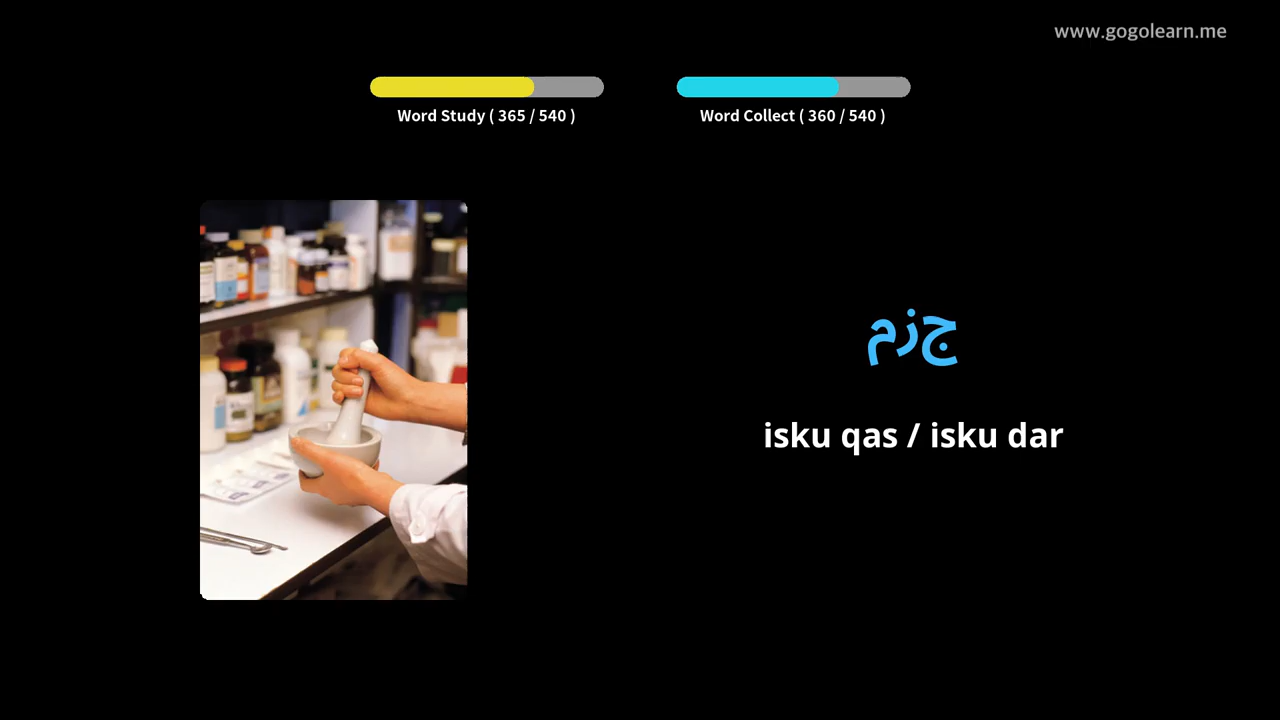 www.gogolearn.me
Word Study ( 365 / 540 )
Word Collect ( 360 / 540 )
جزم
isku qas / isku dar